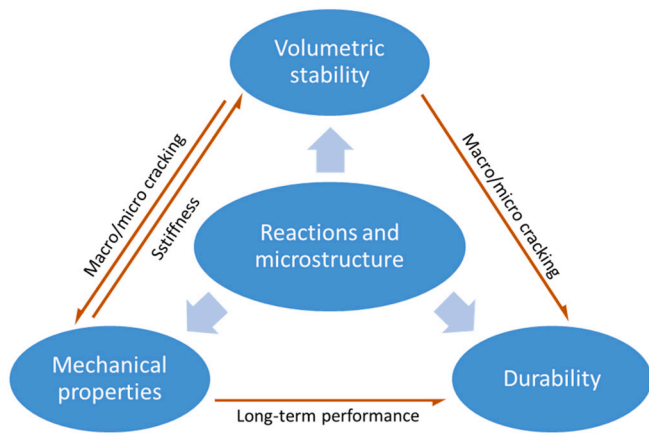 Volumetric
stability
Macro/micro cracking
Sstiffness
Macro/micro cracking
Reactions and
microstructure
Mechanical
properties
Durability
Long-term performance